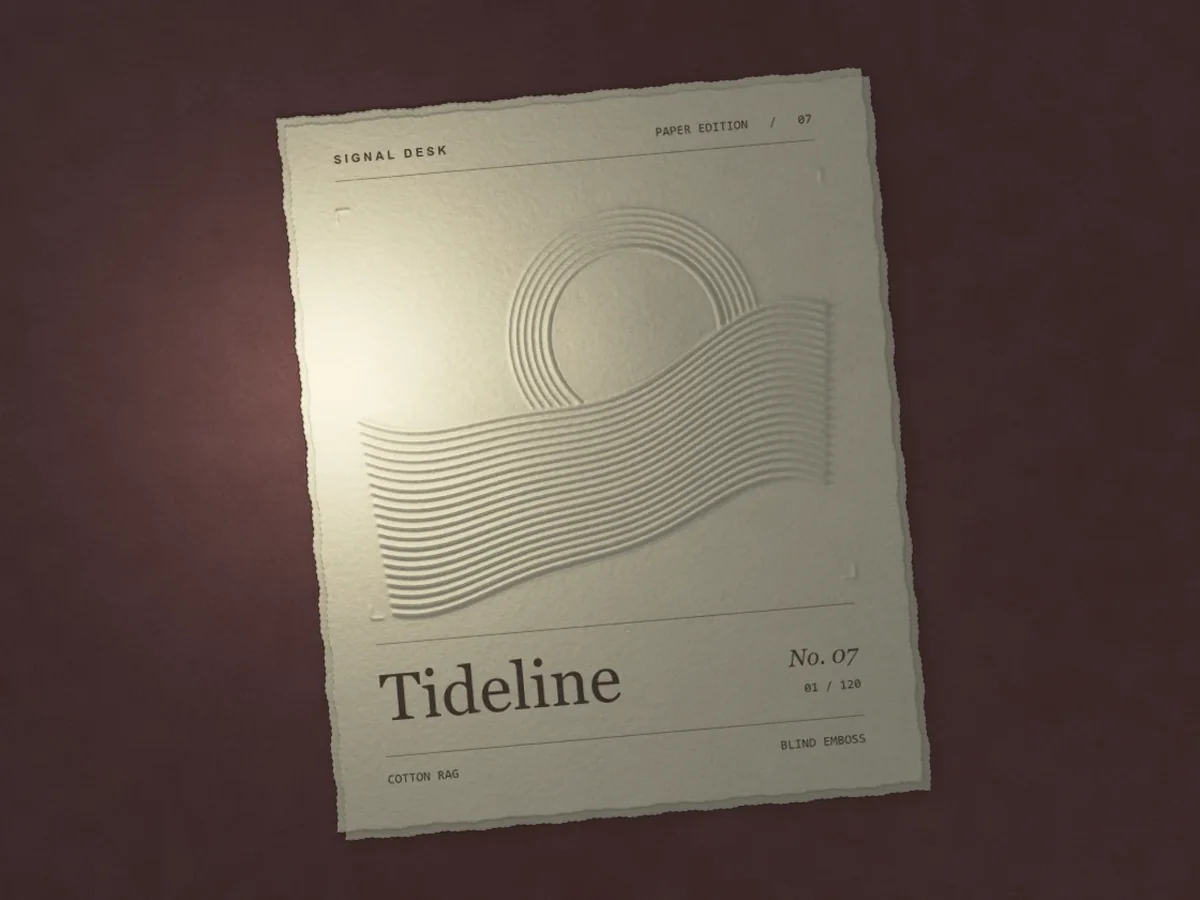 SIGNAL DESK
PAPER EDITION / 07
Tideline
No. 07
01 / 120
COTTON RAG
BLIND EMBOSS